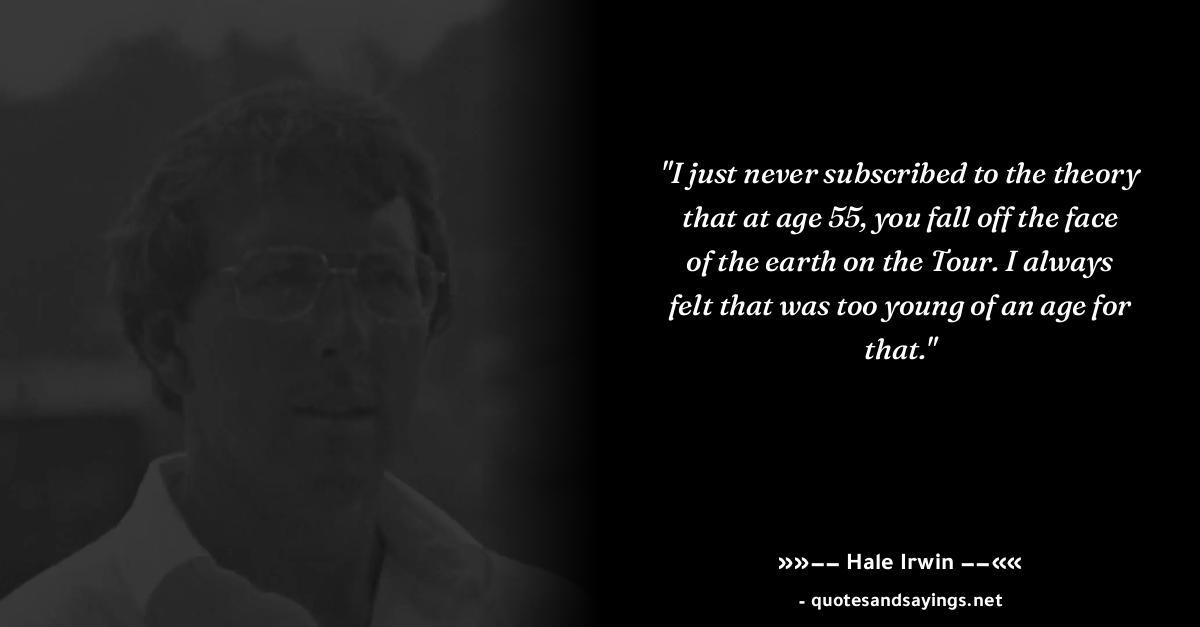 "I just never subscribed to the theory
that at age 55, you fall off the face
of the earth on the Tour. I always
felt that was too young of an age for
that."
»»–– Hale Irwin ––««
- quotesandsayings.net